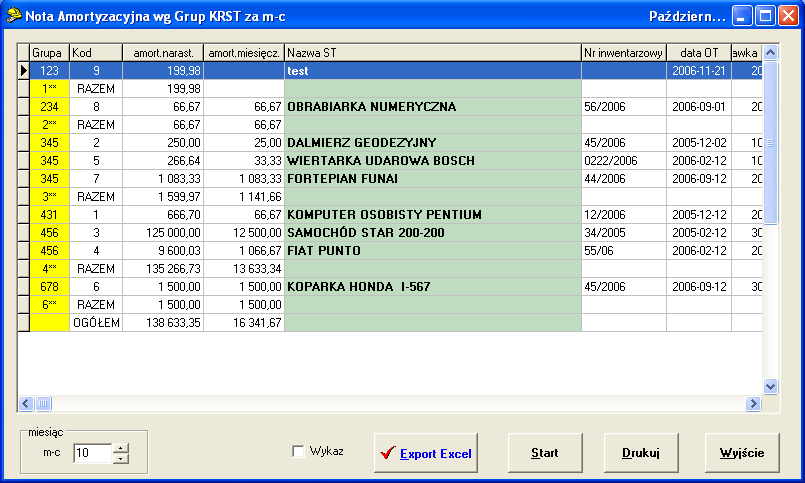 Nota Amortyzacyjna wg Grup KRST za m-c Październ...
Grupa Kod amort.narast. amort.miesięcz. Nazwa ST Nr inwentarzowy data OT awka
123 9 199,98 test 2006-11-21 20
1** RAZEM 199,98
234 8 66,67 66,67 OBRABIARKA NUMERYCZNA 56/2006 2006-09-01 20
2** RAZEM 66,67 66,67
345 2 250,00 25,00 DALMIERZ GEODEZYJNY 45/2006 2005-12-02 10
345 5 266,64 33,33 WIERTARKA UDAROWA BOSCH 0222/2006 2006-02-12 10
345 7 1 083,33 1 083,33 FORTEPIAN FUNAI 44/2006 2006-09-12 20
3** RAZEM 1 599,97 1 141,66
431 1 666,70 66,67 KOMPUTER OSOBISTY PENTIUM 12/2006 2005-12-12 20
456 3 125 000,00 12 500,00 SAMOCHÓD STAR 200-200 34/2005 2005-12-12 30
456 4 9 600,03 1 066,67 FIAT PUNTO 55/06 2006-02-12 20
4** RAZEM 135 266,73 13 633,34
678 6 1 500,00 1 500,00 KOPARKA HONDA I-567 45/2006 2006-09-12 30
6** RAZEM 1 500,00 1 500,00
OGÓŁEM 138 633,35 16 341,67
miesiąc
m-c 10
Wykaz
Export Excel
Start
Drukuj
Wyjście